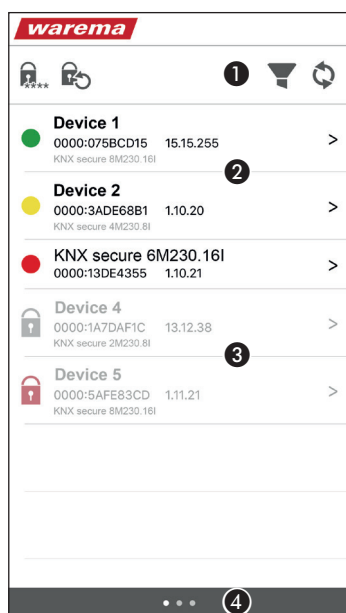 warema
****
1
Device 1
0000:075BCD15 15.15.255 >
KNX secure 8M230.16I
2
Device 2
0000:3ADE68B1 1.10.20 >
KNX secure 4M230.8I
KNX secure 6M230.16I
0000:13DE4355 1.10.21 >
Device 4
0000:1A7DAF1C 13.12.38 >
KNX secure 2M230.8I
3
Device 5
0000:5AFE83CD 1.11.21 >
KNX secure 8M230.16I
4